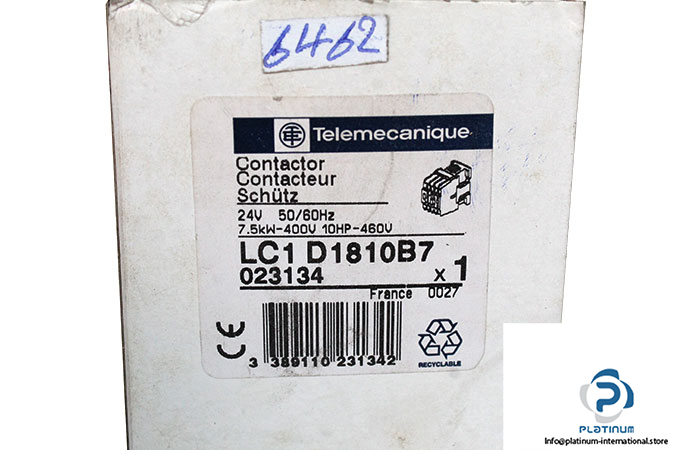 6462
Telemecanique
Contactor
Contacteur
Schütz
24V 50/60Hz
7.5kW-400V 10HP-460V
LC1 D1810B7
023134 x 1
France 0027
CE
3 389110 231342
RECYCLABLE
PLATINUM
Info@platinum-international.store